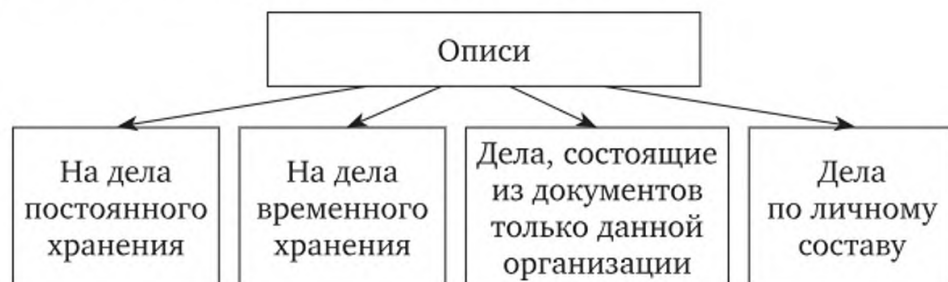 Описи
На дела
постоянного
хранения
На дела
временного
хранения
Дела, состоящие
из документов
только данной
организации
Дела
по личному
составу